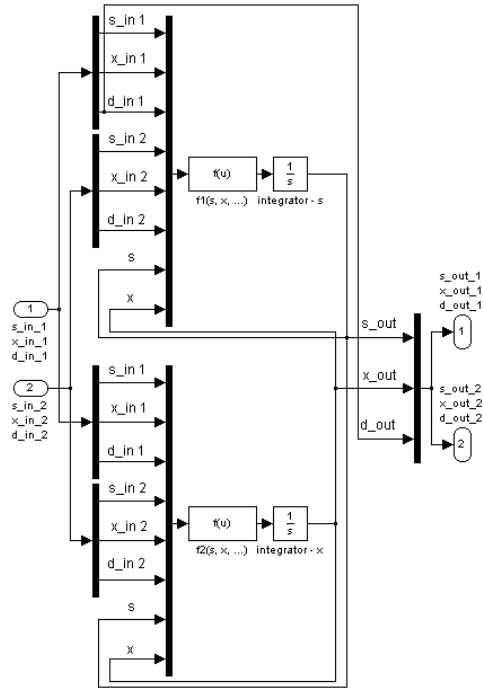 s_in 1
x_in 1
d_in 1
s_in 2
x_in 2
d_in 2
s
x
f(u)
f1(s, x, ...)
1
s
integrator - s
1
s_in_1
x_in_1
d_in_1
2
s_in_2
x_in_2
d_in_2
s_in 1
x_in 1
d_in 1
s_in 2
x_in 2
d_in 2
s
x
f(u)
f2(s, x, ...)
1
s
integrator - x
s_out
x_out
d_out
s_out_1
x_out_1
d_out_1
1
s_out_2
x_out_2
d_out_2
2